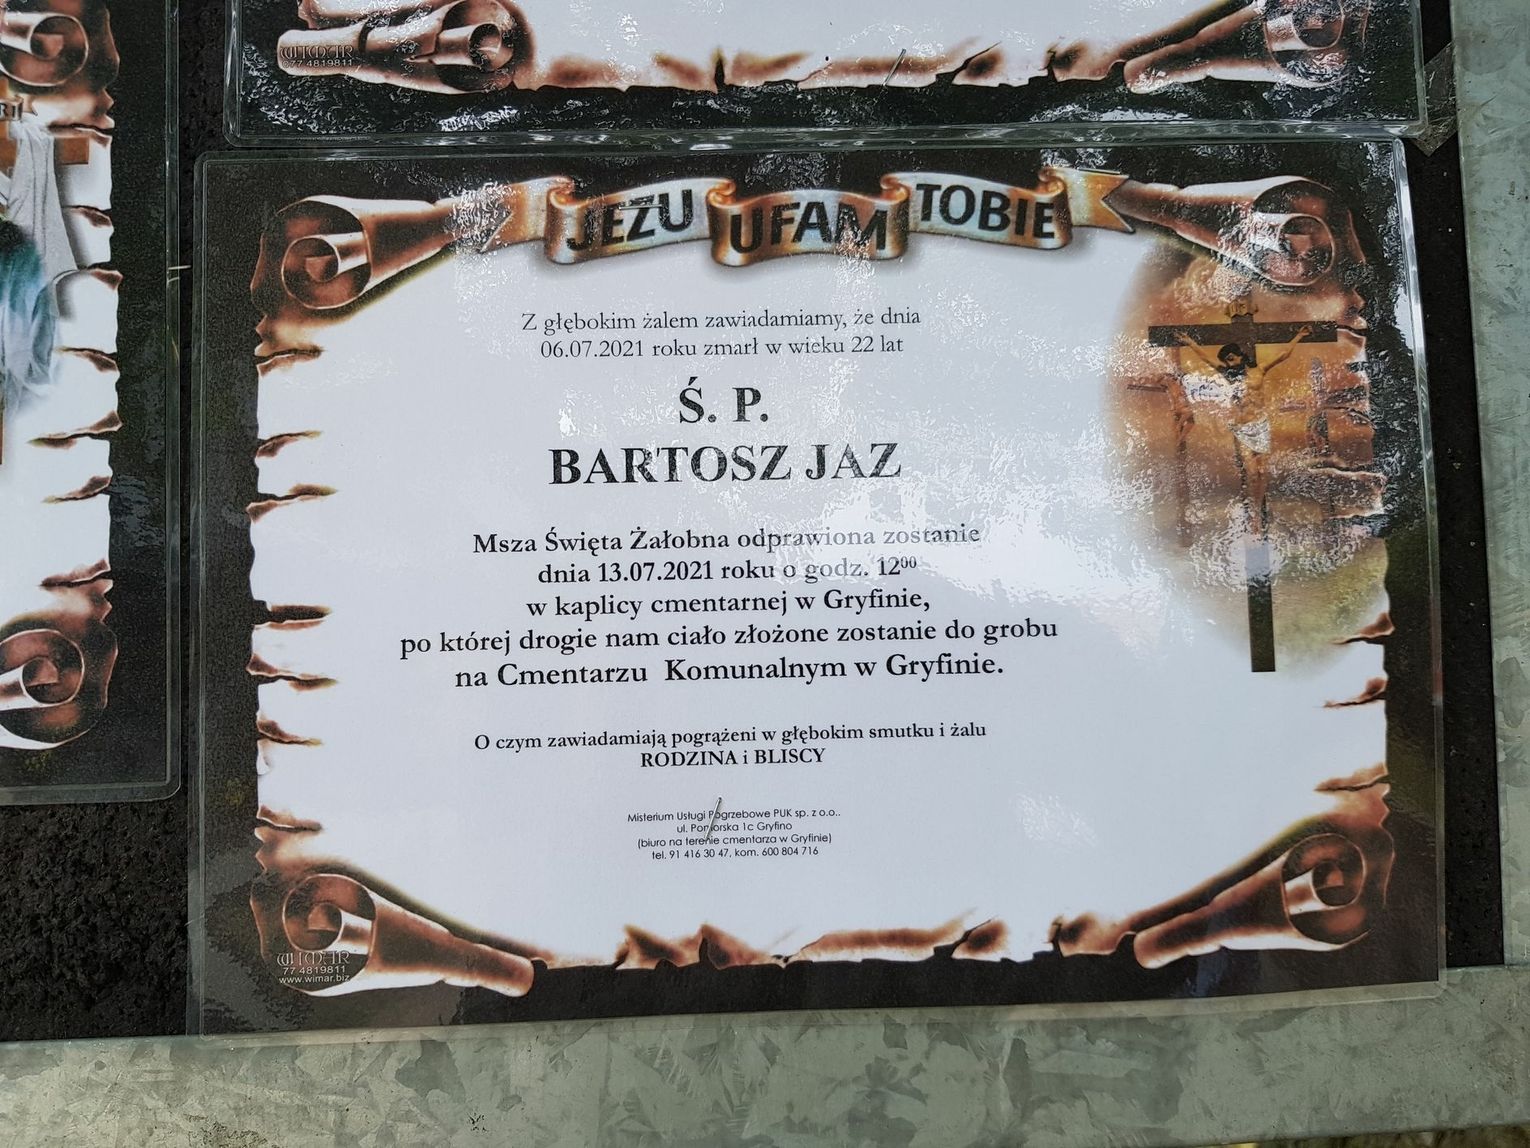 WIMAR
077 4819811
JEZU UFAM TOBIE
Z głębokim żalem zawiadamiamy, że dnia
06.07.2021 roku zmarł w wieku 22 lat
Ś. P.
BARTOSZ JAZ
Msza Święta Żałobna odprawiona zostanie
dnia 13.07.2021 roku o godz. 12⁰⁰
w kaplicy cmentarnej w Gryfinie,
po której drogie nam ciało złożone zostanie do grobu
na Cmentarzu Komunalnym w Gryfinie.
O czym zawiadamiają pogrążeni w głębokim smutku i żalu
RODZINA i BLISCY
Misterium Usługi Pogrzebowe PUK sp. z o.o..
ul. Pomorska 1c Gryfino
(biuro na terenie cmentarza w Gryfinie)
tel. 91 416 30 47, kom. 600 804 716
WIMAR
77 4819811
www.wimar.biz